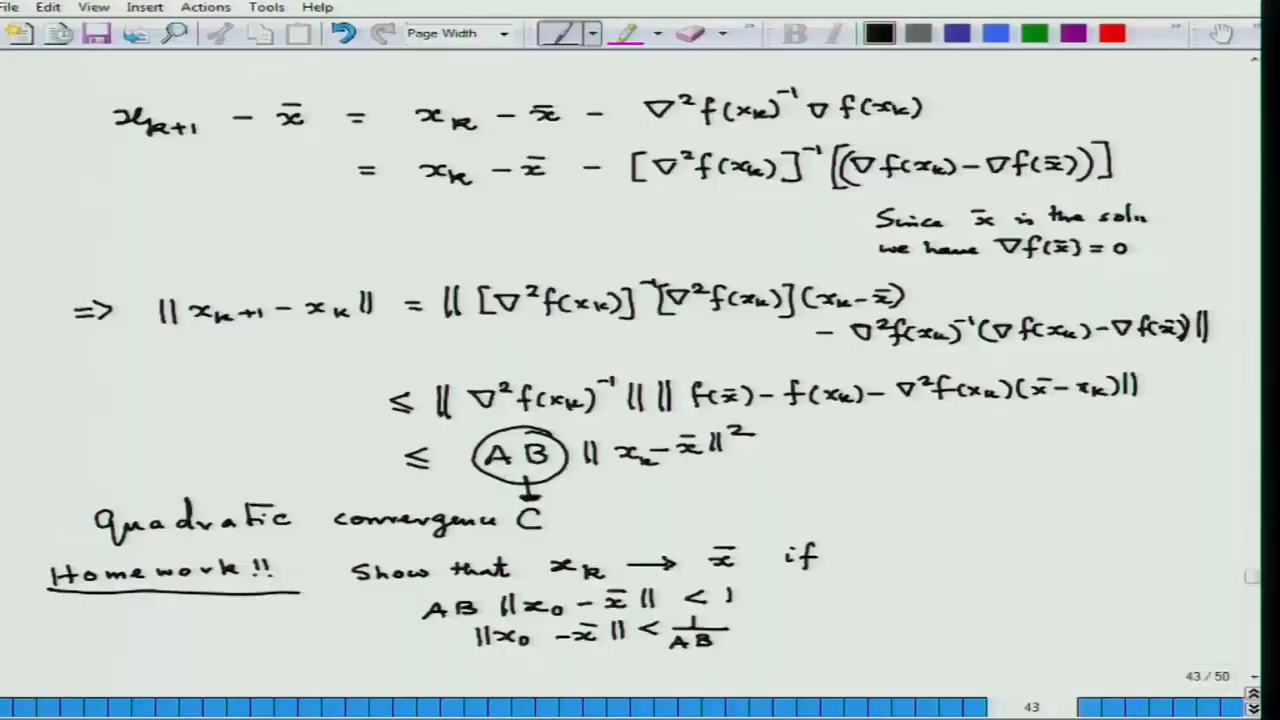 File Edit View Insert Actions Tools Help
Page Width
x_{k+1} - x̄ = x_k - x̄ - ∇²f(x_k)⁻¹ ∇f(x_k)
= x_k - x̄ - [∇²f(x_k)]⁻¹ [(∇f(x_k) - ∇f(x̄))]
Since x̄ is the soln
we have ∇f(x̄) = 0
=> ||x_{k+1} - x_k|| = ||[∇²f(x_k)]⁻¹[∇²f(x_k)](x_k - x̄)
- ∇²f(x_k)⁻¹(∇f(x_k) - ∇f(x̄))||
≤ ||∇²f(x_k)⁻¹|| ||f(x̄) - f(x_k) - ∇²f(x_k)(x̄ - x_k)||
≤ AB ||x_k - x̄||²
quadratic convergence C
Homework!! Show that x_k → x̄ if
AB ||x₀ - x̄|| < 1
||x₀ - x̄|| < 1/AB
43 / 50
43